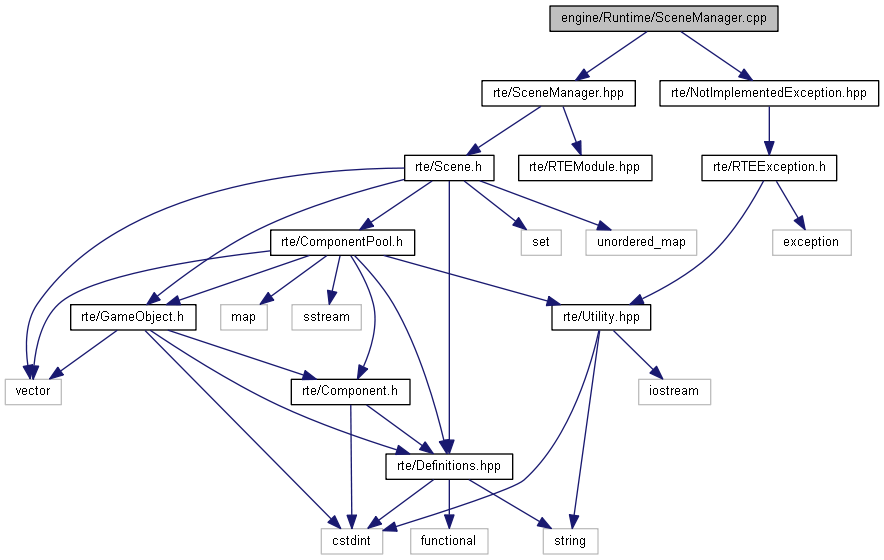 engine/Runtime/SceneManager.cpp
rte/SceneManager.hpp
rte/NotImplementedException.hpp
rte/Scene.h
rte/RTEModule.hpp
rte/RTEException.h
rte/ComponentPool.h
set
unordered_map
exception
rte/GameObject.h
map
sstream
rte/Utility.hpp
vector
rte/Component.h
iostream
rte/Definitions.hpp
cstdint
functional
string